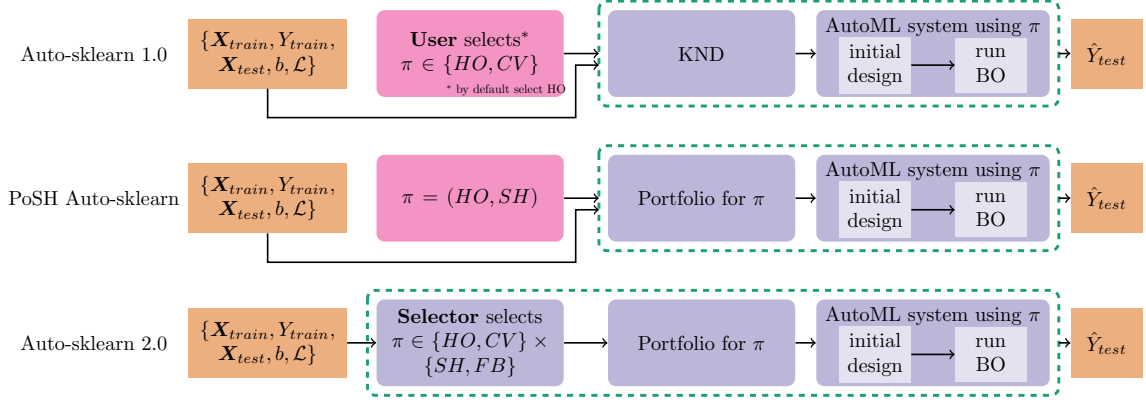 Auto-sklearn 1.0
{X_train, Y_train,
X_test, b, ℒ}
User selects*
π ∈ {HO, CV}
* by default select HO
KND
AutoML system using π
initial
design
run
BO
Ŷ_test
PoSH Auto-sklearn
{X_train, Y_train,
X_test, b, ℒ}
π = (HO, SH)
Portfolio for π
AutoML system using π
initial
design
run
BO
Ŷ_test
Auto-sklearn 2.0
{X_train, Y_train,
X_test, b, ℒ}
Selector selects
π ∈ {HO, CV} ×
{SH, FB}
Portfolio for π
AutoML system using π
initial
design
run
BO
Ŷ_test